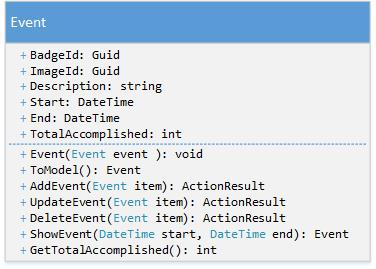 Event
+ BadgeId: Guid
+ ImageId: Guid
+ Description: string
+ Start: DateTime
+ End: DateTime
+ TotalAccomplished: int
+ Event(Event event ): void
+ ToModel(): Event
+ AddEvent(Event item): ActionResult
+ UpdateEvent(Event item): ActionResult
+ DeleteEvent(Event item): ActionResult
+ ShowEvent(DateTime start, DateTime end): Event
+ GetTotalAccomplished(): int